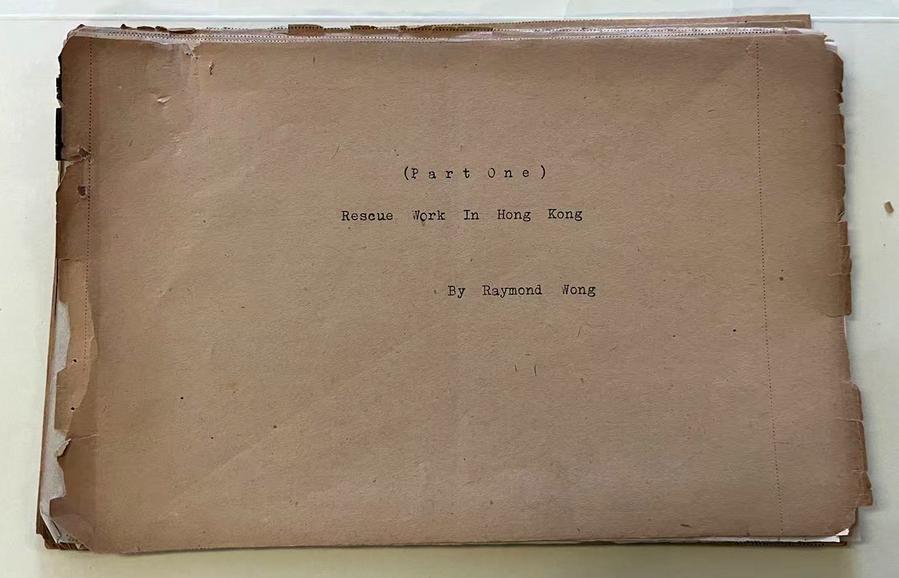 (Part One)
Rescue Work In Hong Kong
By Raymond Wong